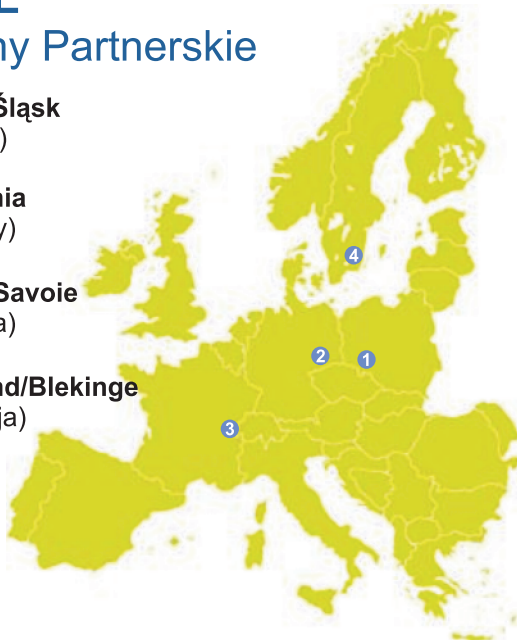 ny Partnerskie
Śląsk
)
nia
y)
Savoie
a)
nd/Blekinge
ja)
4
2
1
3